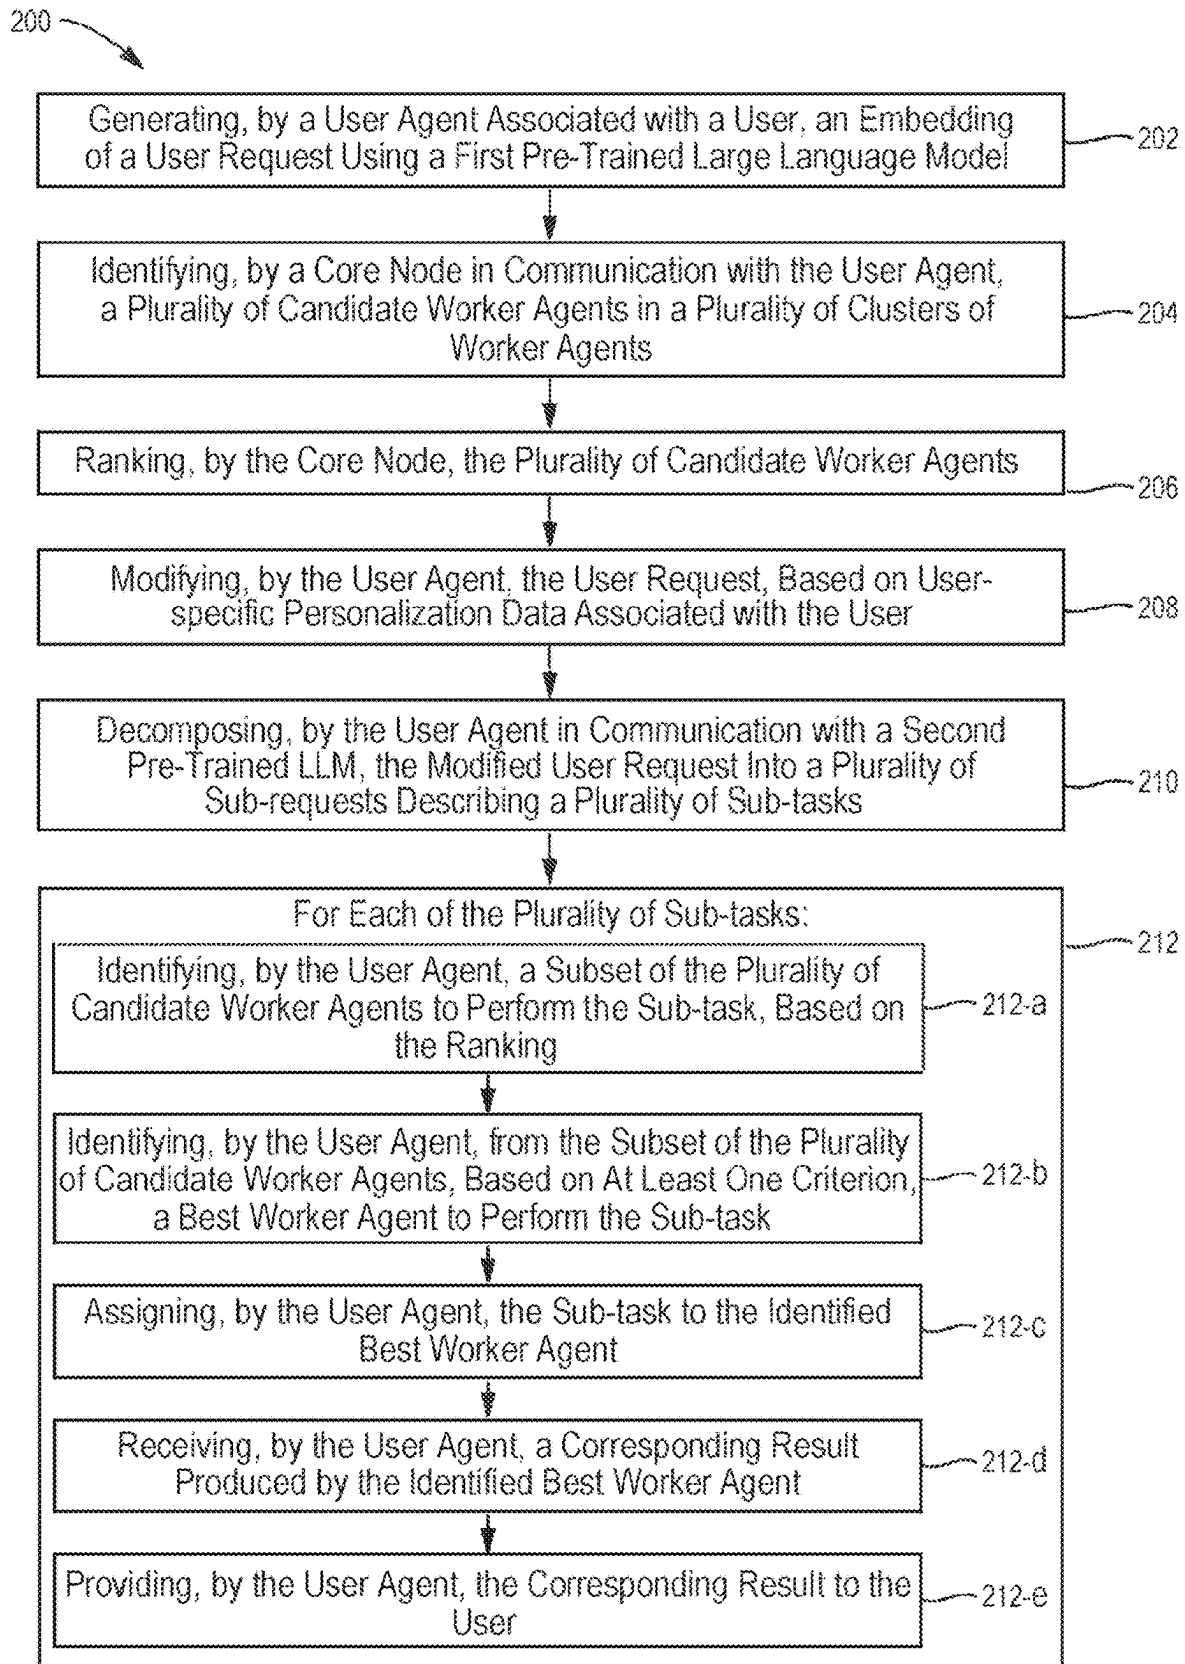 200
Generating, by a User Agent Associated with a User, an Embedding
of a User Request Using a First Pre-Trained Large Language Model
202
Identifying, by a Core Node in Communication with the User Agent,
a Plurality of Candidate Worker Agents in a Plurality of Clusters of
Worker Agents
204
Ranking, by the Core Node, the Plurality of Candidate Worker Agents
206
Modifying, by the User Agent, the User Request, Based on User-
specific Personalization Data Associated with the User
208
Decomposing, by the User Agent in Communication with a Second
Pre-Trained LLM, the Modified User Request Into a Plurality of
Sub-requests Describing a Plurality of Sub-tasks
210
For Each of the Plurality of Sub-tasks:
212
Identifying, by the User Agent, a Subset of the Plurality of
Candidate Worker Agents to Perform the Sub-task, Based on
the Ranking
212-a
Identifying, by the User Agent, from the Subset of the Plurality
of Candidate Worker Agents, Based on At Least One Criterion,
a Best Worker Agent to Perform the Sub-task
212-b
Assigning, by the User Agent, the Sub-task to the Identified
Best Worker Agent
212-c
Receiving, by the User Agent, a Corresponding Result
Produced by the Identified Best Worker Agent
212-d
Providing, by the User Agent, the Corresponding Result to the
User
212-e